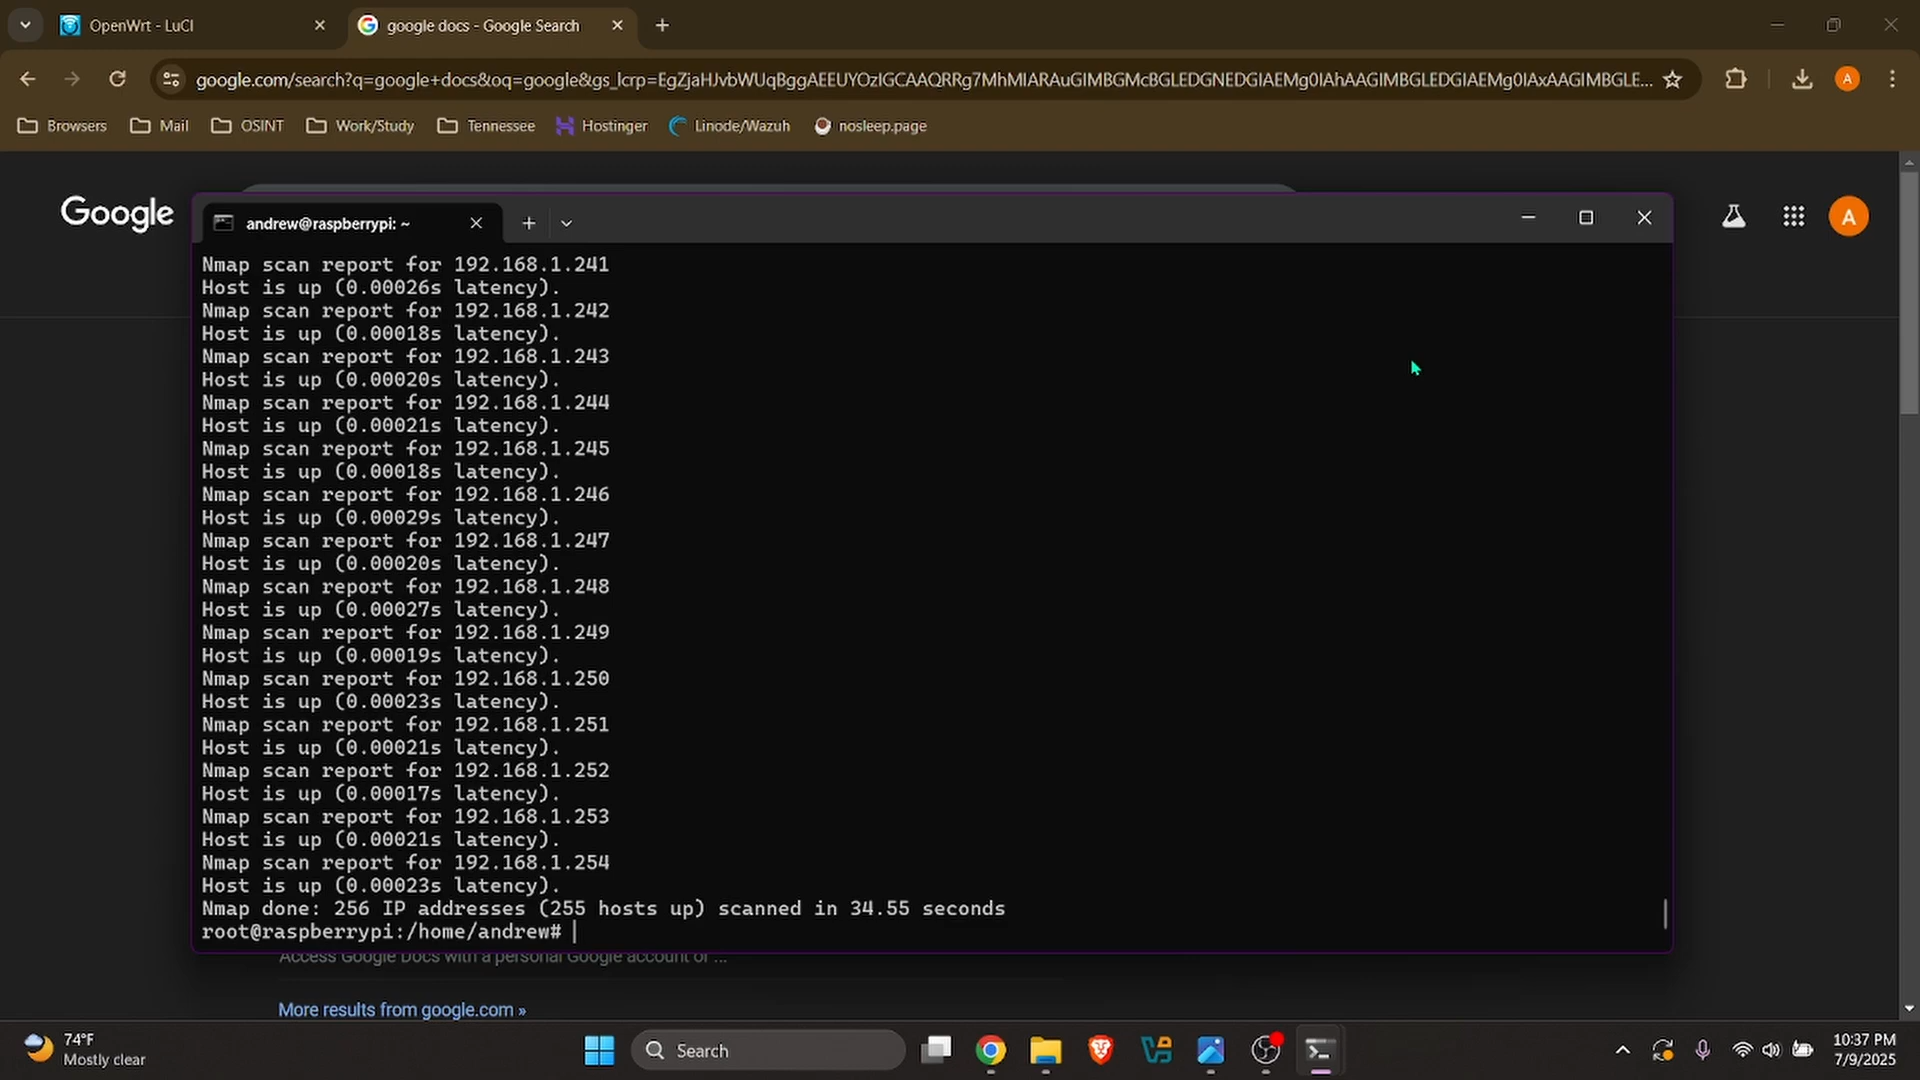 OpenWrt - LuCI
google docs - Google Search
google.com/search?q=google+docs&oq=google&gs_lcrp=EgZjaHJvbWUqBggAEEUYOzIGCAAQRRg7MhMIARAuGIMBGMcBGLEDGNEDGIAEMg0IAhAAGIMBGLEDGIAEMg0IAxAAGIMBGLE...
A
Browsers
Mail
OSINT
Work/Study
Tennessee
Hostinger
Linode/Wazuh
nosleep.page
Google
A
andrew@raspberrypi: ~
Nmap scan report for 192.168.1.241
Host is up (0.00026s latency).
Nmap scan report for 192.168.1.242
Host is up (0.00018s latency).
Nmap scan report for 192.168.1.243
Host is up (0.00020s latency).
Nmap scan report for 192.168.1.244
Host is up (0.00021s latency).
Nmap scan report for 192.168.1.245
Host is up (0.00018s latency).
Nmap scan report for 192.168.1.246
Host is up (0.00029s latency).
Nmap scan report for 192.168.1.247
Host is up (0.00020s latency).
Nmap scan report for 192.168.1.248
Host is up (0.00027s latency).
Nmap scan report for 192.168.1.249
Host is up (0.00019s latency).
Nmap scan report for 192.168.1.250
Host is up (0.00023s latency).
Nmap scan report for 192.168.1.251
Host is up (0.00021s latency).
Nmap scan report for 192.168.1.252
Host is up (0.00017s latency).
Nmap scan report for 192.168.1.253
Host is up (0.00021s latency).
Nmap scan report for 192.168.1.254
Host is up (0.00023s latency).
Nmap done: 256 IP addresses (255 hosts up) scanned in 34.55 seconds
root@raspberrypi:/home/andrew#
Access Google Docs with a personal Google account or ...
More results from google.com »
74°F
Mostly clear
Search
10:37 PM
7/9/2025